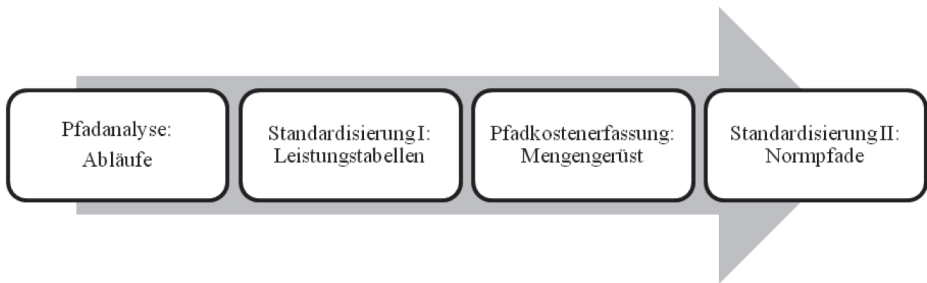 Pfadanalyse:
Abläufe
Standardisierung I:
Leistungstabellen
Pfadkostenerfassung:
Mengengerüst
Standardisierung II:
Normpfade